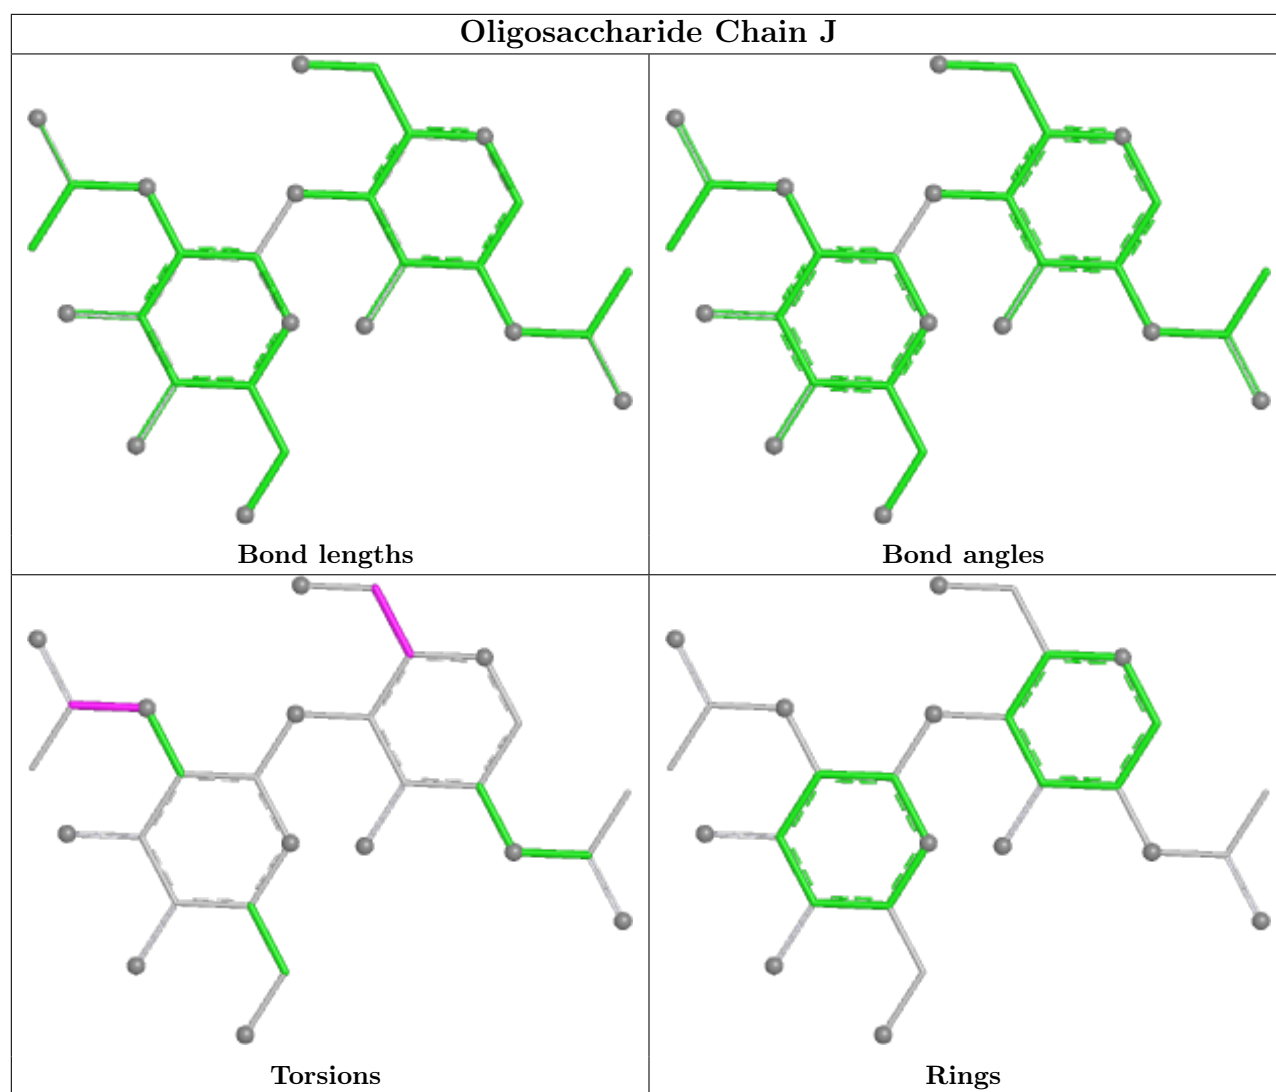 Oligosaccharide Chain J
Bond lengths
Bond angles
Torsions
Rings